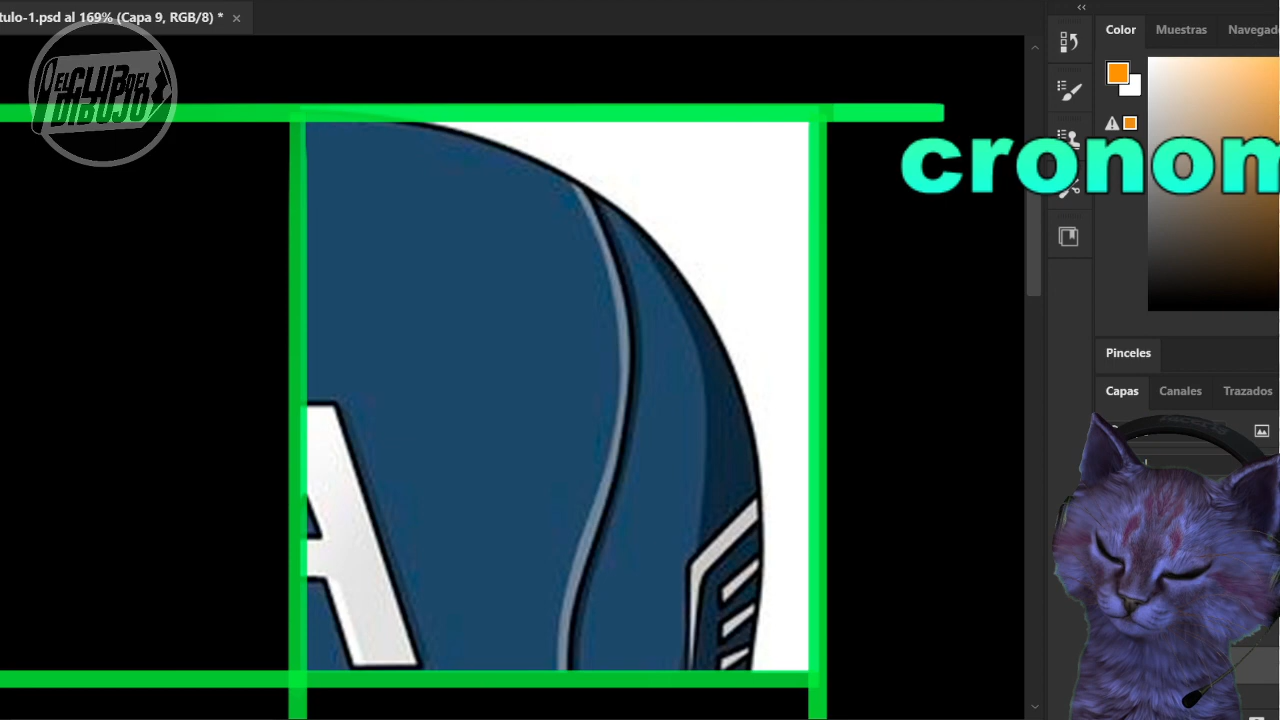 tulo-1.psd al 169% (Capa 9, RGB/8) *
Color Muestras Navegad
EL CLUB DEL
DIBUJO
cronom
Pinceles
Capas Canales Trazados
A